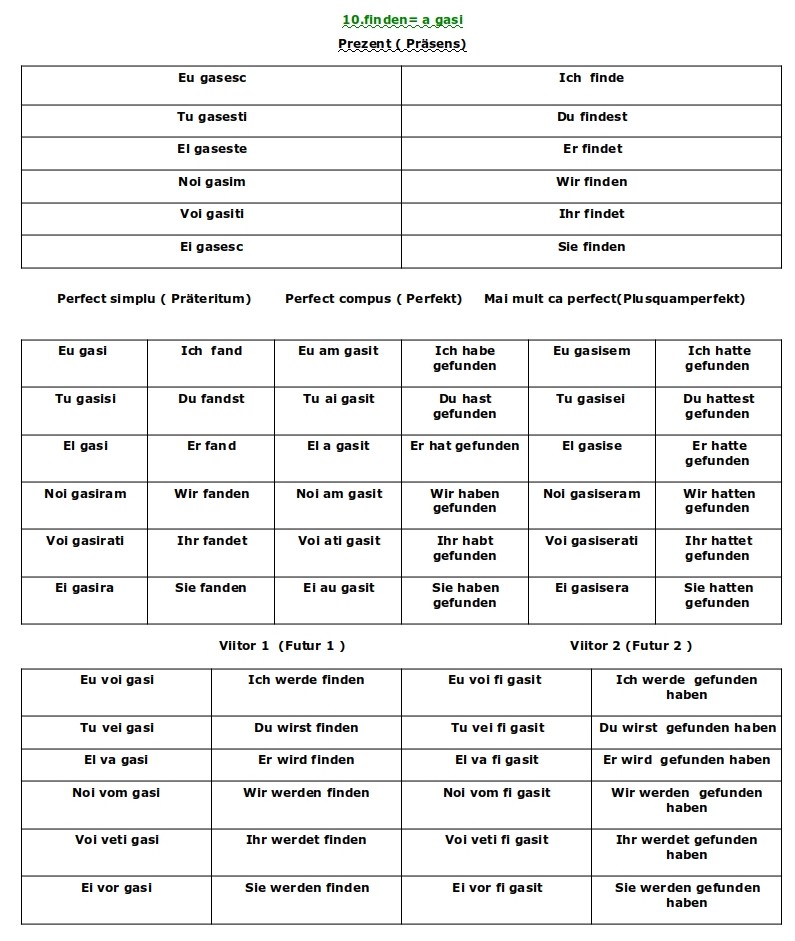 10.finden= a gasi
Prezent ( Präsens)
Eu gasesc Ich finde
Tu gasesti Du findest
El gaseste Er findet
Noi gasim Wir finden
Voi gasiti Ihr findet
Ei gasesc Sie finden
Perfect simplu ( Präteritum) Perfect compus ( Perfekt) Mai mult ca perfect(Plusquamperfekt)
Eu gasi Ich fand Eu am gasit Ich habe Eu gasisem Ich hatte
gefunden gefunden
Tu gasisi Du fandst Tu ai gasit Du hast Tu gasisei Du hattest
gefunden gefunden
El gasi Er fand El a gasit Er hat gefunden El gasise Er hatte
gefunden
Noi gasiram Wir fanden Noi am gasit Wir haben Noi gasiseram Wir hatten
gefunden gefunden
Voi gasirati Ihr fandet Voi ati gasit Ihr habt Voi gasiserati Ihr hattet
gefunden gefunden
Ei gasira Sie fanden Ei au gasit Sie haben Ei gasisera Sie hatten
gefunden gefunden
Viitor 1 (Futur 1 ) Viitor 2 (Futur 2 )
Eu voi gasi Ich werde finden Eu voi fi gasit Ich werde gefunden
haben
Tu vei gasi Du wirst finden Tu vei fi gasit Du wirst gefunden haben
El va gasi Er wird finden El va fi gasit Er wird gefunden haben
Noi vom gasi Wir werden finden Noi vom fi gasit Wir werden gefunden
haben
Voi veti gasi Ihr werdet finden Voi veti fi gasit Ihr werdet gefunden
haben
Ei vor gasi Sie werden finden Ei vor fi gasit Sie werden gefunden
haben